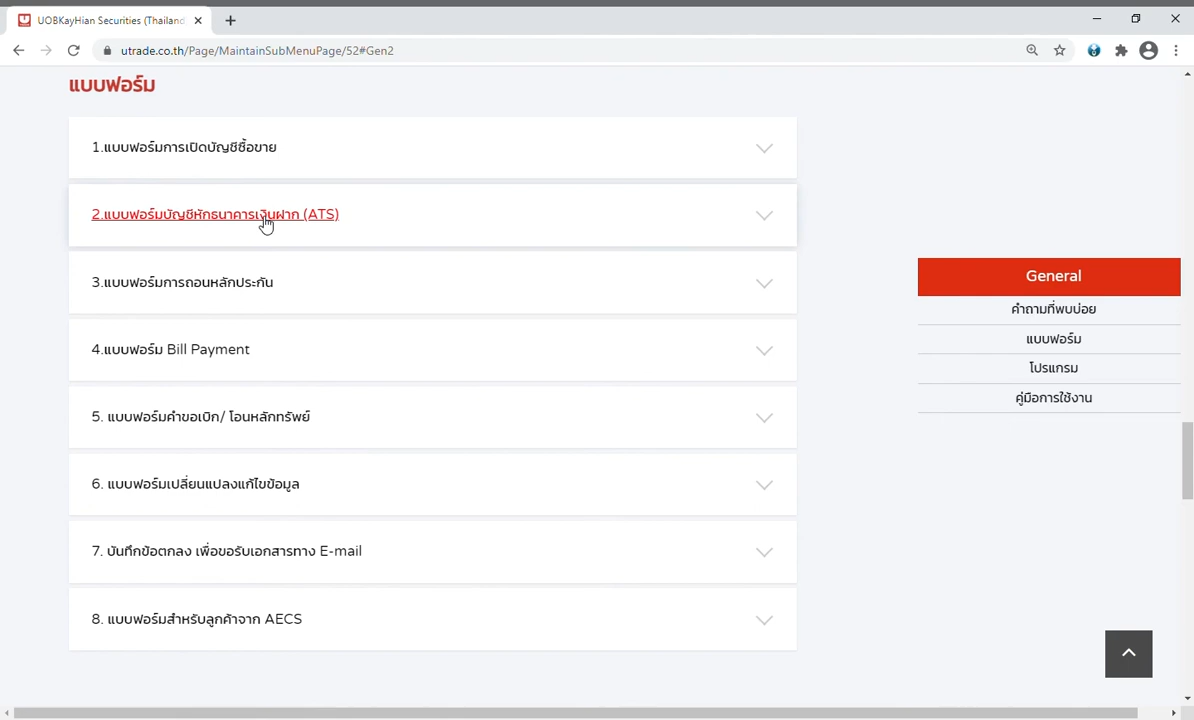 UOBKayHian Securities (Thailand
utrade.co.th/Page/MaintainSubMenuPage/52#Gen2
แบบฟอร์ม
1.แบบฟอร์มการเปิดบัญชีซื้อขาย
2.แบบฟอร์มบัญชีหักธนาคารเงินฝาก (ATS)
3.แบบฟอร์มการถอนหลักประกัน
4.แบบฟอร์ม Bill Payment
5. แบบฟอร์มคำขอเบิก/ โอนหลักทรัพย์
6. แบบฟอร์มเปลี่ยนแปลงแก้ไขข้อมูล
7. บันทึกข้อตกลง เพื่อขอรับเอกสารทาง E-mail
8. แบบฟอร์มสำหรับลูกค้าจาก AECS
General
คำถามที่พบบ่อย
แบบฟอร์ม
โปรแกรม
คู่มือการใช้งาน